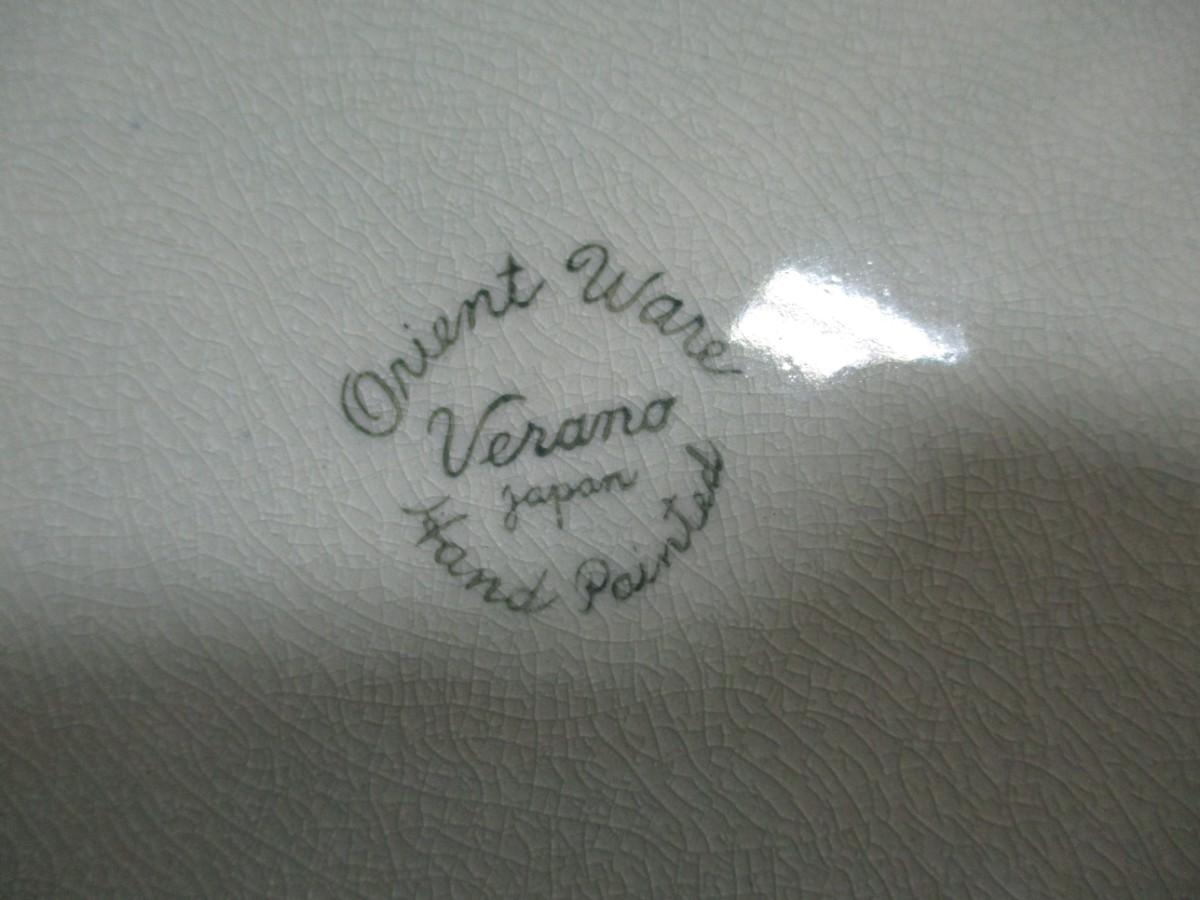 Orient Ware
Verano
japan
Hand Painted